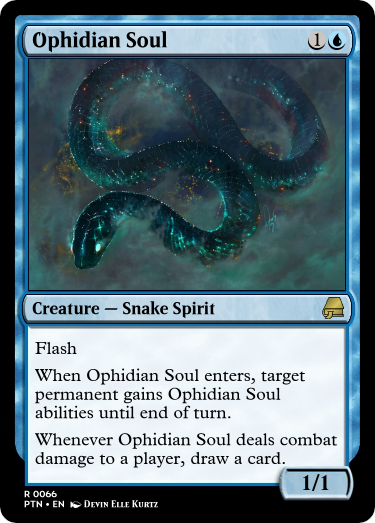 Ophidian Soul 1
Creature — Snake Spirit
Flash
When Ophidian Soul enters, target
permanent gains Ophidian Soul
abilities until end of turn.
Whenever Ophidian Soul deals combat
damage to a player, draw a card.
1/1
R 0066
PTN • EN Devin Elle Kurtz